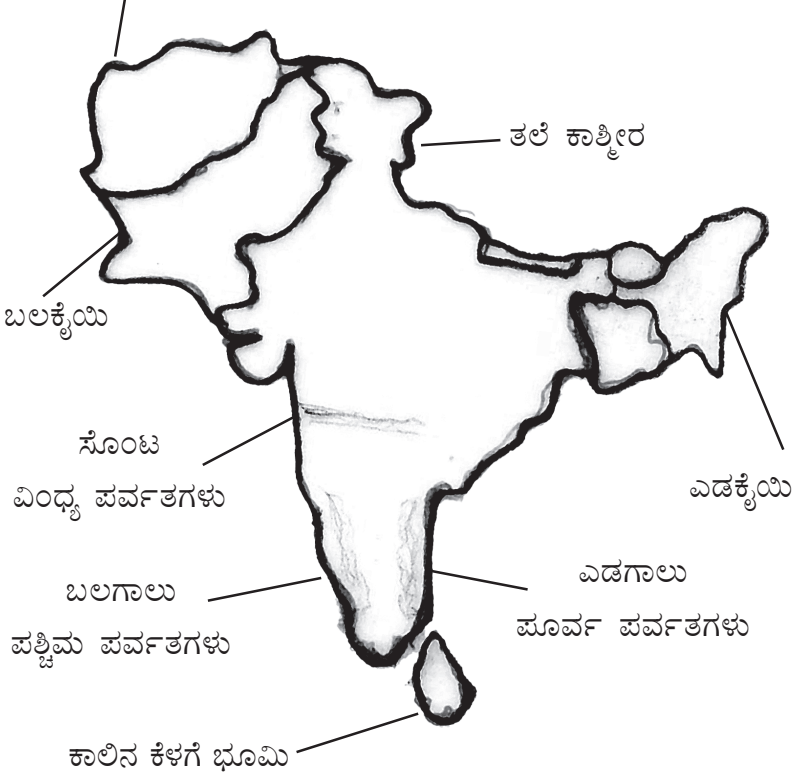 ತಲೆ ಕಾಶ್ಮೀರ
ಬಲಕೈಯಿ
ಸೊಂಟ
ವಿಂಧ್ಯ ಪರ್ವತಗಳು
ಎಡಕೈಯಿ
ಬಲಗಾಲು
ಪಶ್ಚಿಮ ಪರ್ವತಗಳು
ಎಡಗಾಲು
ಪೂರ್ವ ಪರ್ವತಗಳು
ಕಾಲಿನ ಕೆಳಗೆ ಭೂಮಿ